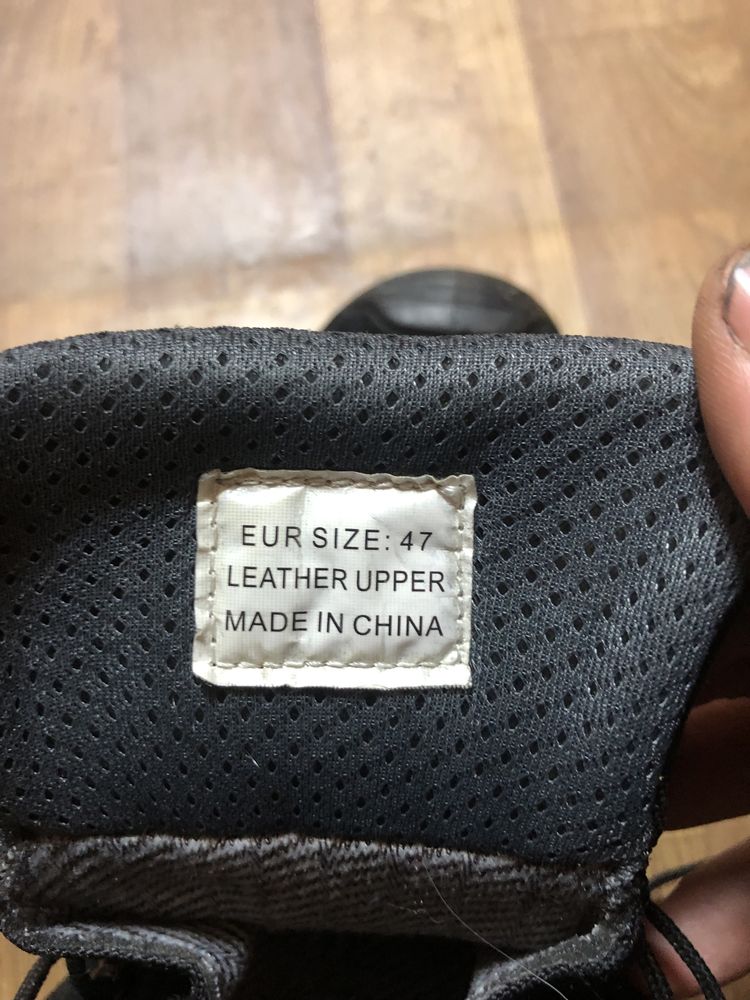 EUR SIZE: 47
LEATHER UPPER
MADE IN CHINA